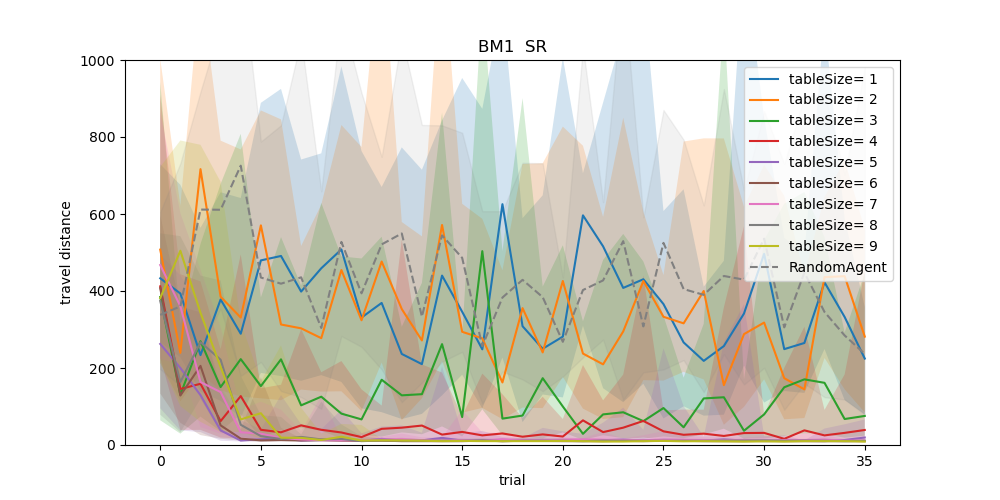 BM1  SR
travel distance
1000
800
600
400
200
0
0 5 10 15 20 25 30 35
trial
tableSize= 1
tableSize= 2
tableSize= 3
tableSize= 4
tableSize= 5
tableSize= 6
tableSize= 7
tableSize= 8
tableSize= 9
RandomAgent